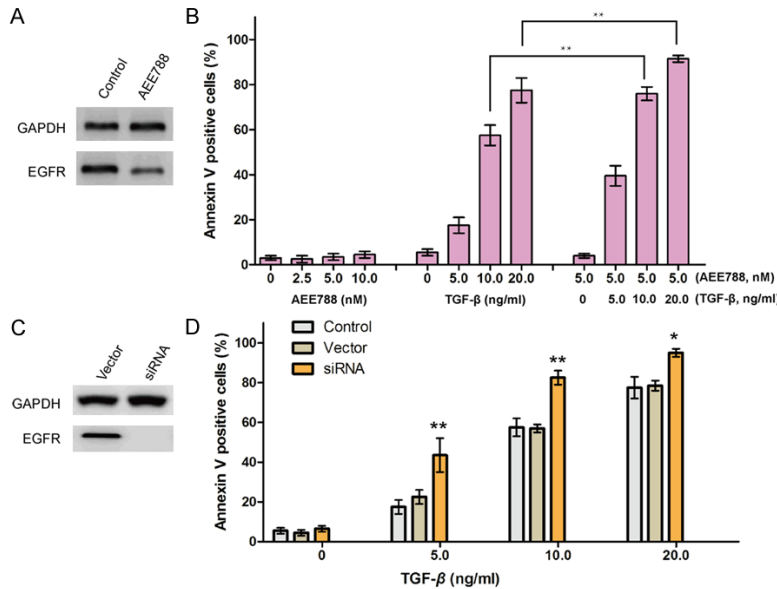 A
Control
AEE788
GAPDH
EGFR
B
Annexin V positive cells (%)
100
80
60
40
20
0
** 
**
0 2.5 5.0 10.0 0 5.0 10.0 20.0 5.0 5.0 5.0 5.0 (AEE788, nM)
AEE788 (nM) TGF-β (ng/ml) 0 5.0 10.0 20.0 (TGF-β, ng/ml)
C
Vector
siRNA
GAPDH
EGFR
D
Annexin V positive cells (%)
100
80
60
40
20
0
Control
Vector
siRNA
**
**
*
0 5.0 10.0 20.0
TGF-β (ng/ml)